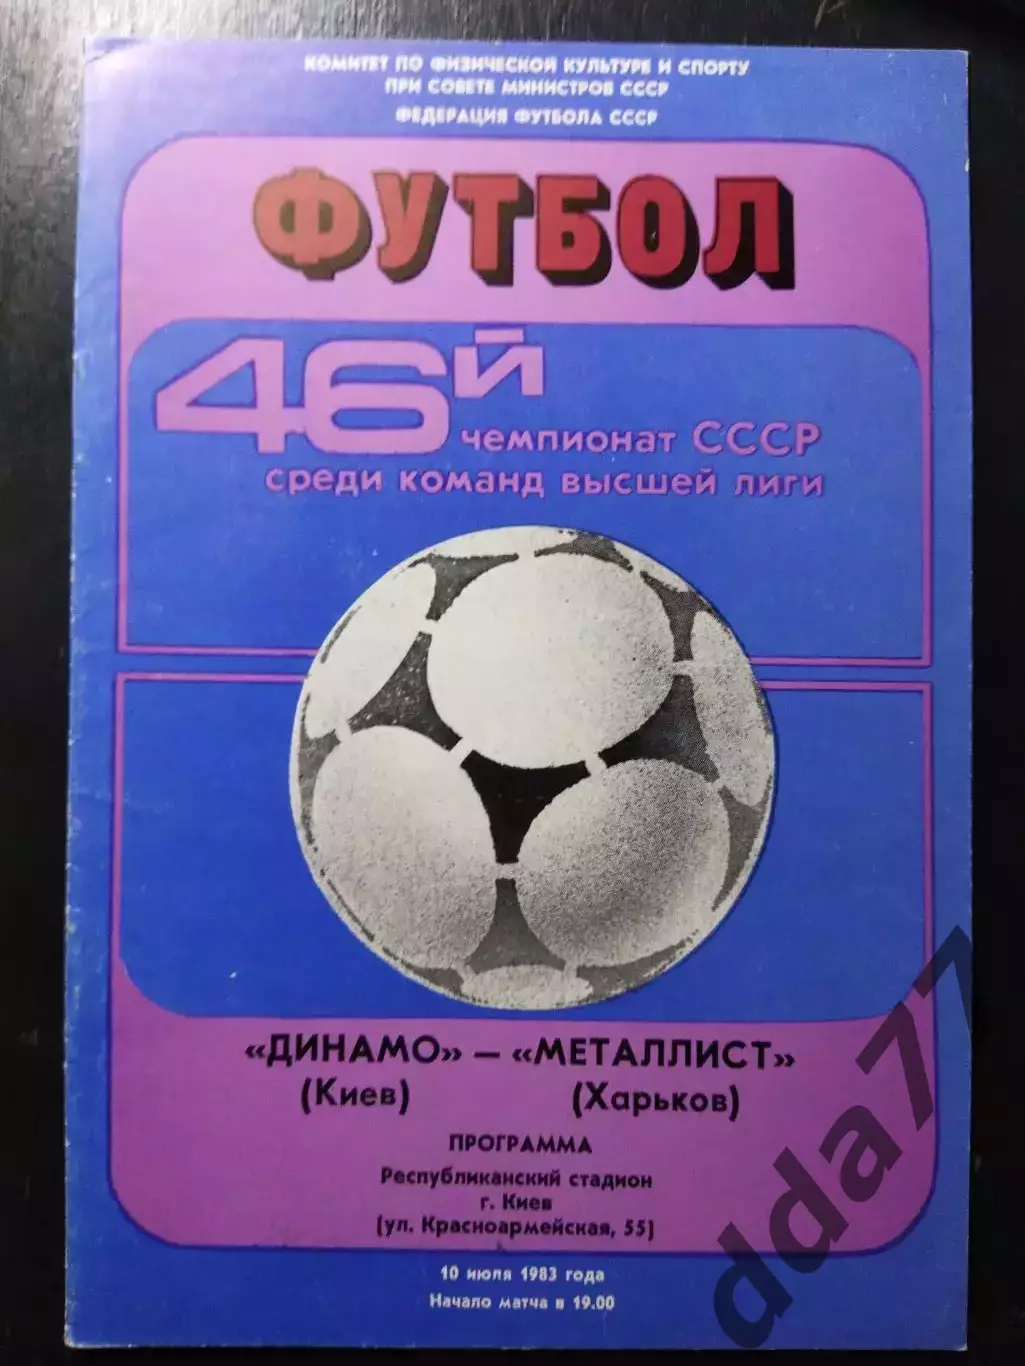 КОМИТЕТ ПО ФИЗИЧЕСКОЙ КУЛЬТУРЕ И СПОРТУ
ПРИ СОВЕТЕ МИНИСТРОВ СССР
ФЕДЕРАЦИЯ ФУТБОЛА СССР
ФУТБОЛ
46Й
чемпионат СССР
среди команд высшей лиги
«ДИНАМО» — «МЕТАЛЛИСТ»
(Киев) (Харьков)
ПРОГРАММА
Республиканский стадион
г. Киев
(ул. Красноармейская, 55)
10 июля 1983 года
Начало матча в 19.00
dda77